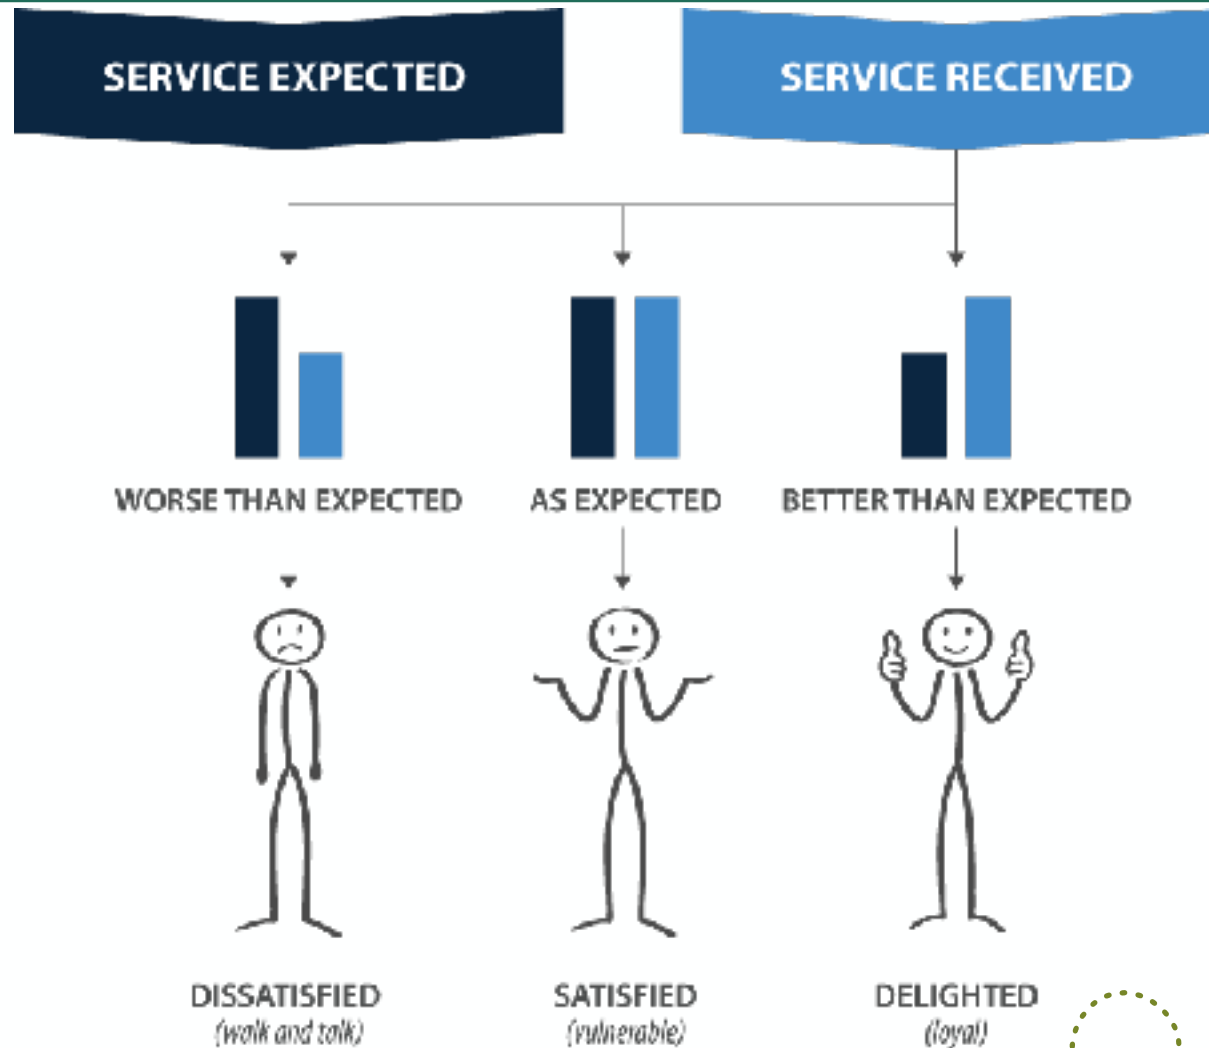 SERVICE EXPECTED
SERVICE RECEIVED
WORSE THAN EXPECTED
AS EXPECTED
BETTER THAN EXPECTED
DISSATISFIED
(walk and talk)
SATISFIED
(vulnerable)
DELIGHTED
(loyal)